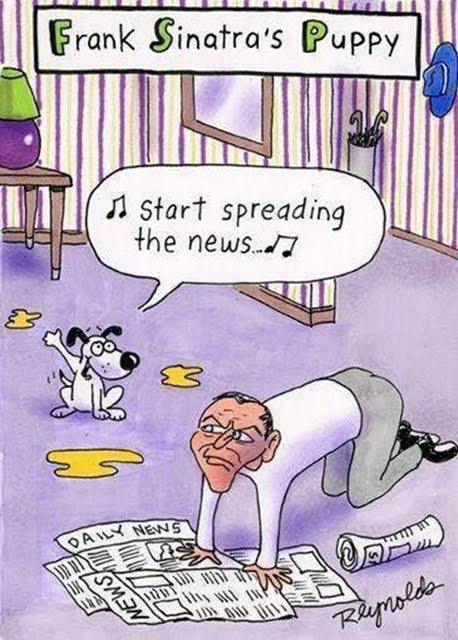 Frank Sinatra's Puppy
♫ Start spreading
the news...♫
DAILY NEWS
NEWS
Reynolds